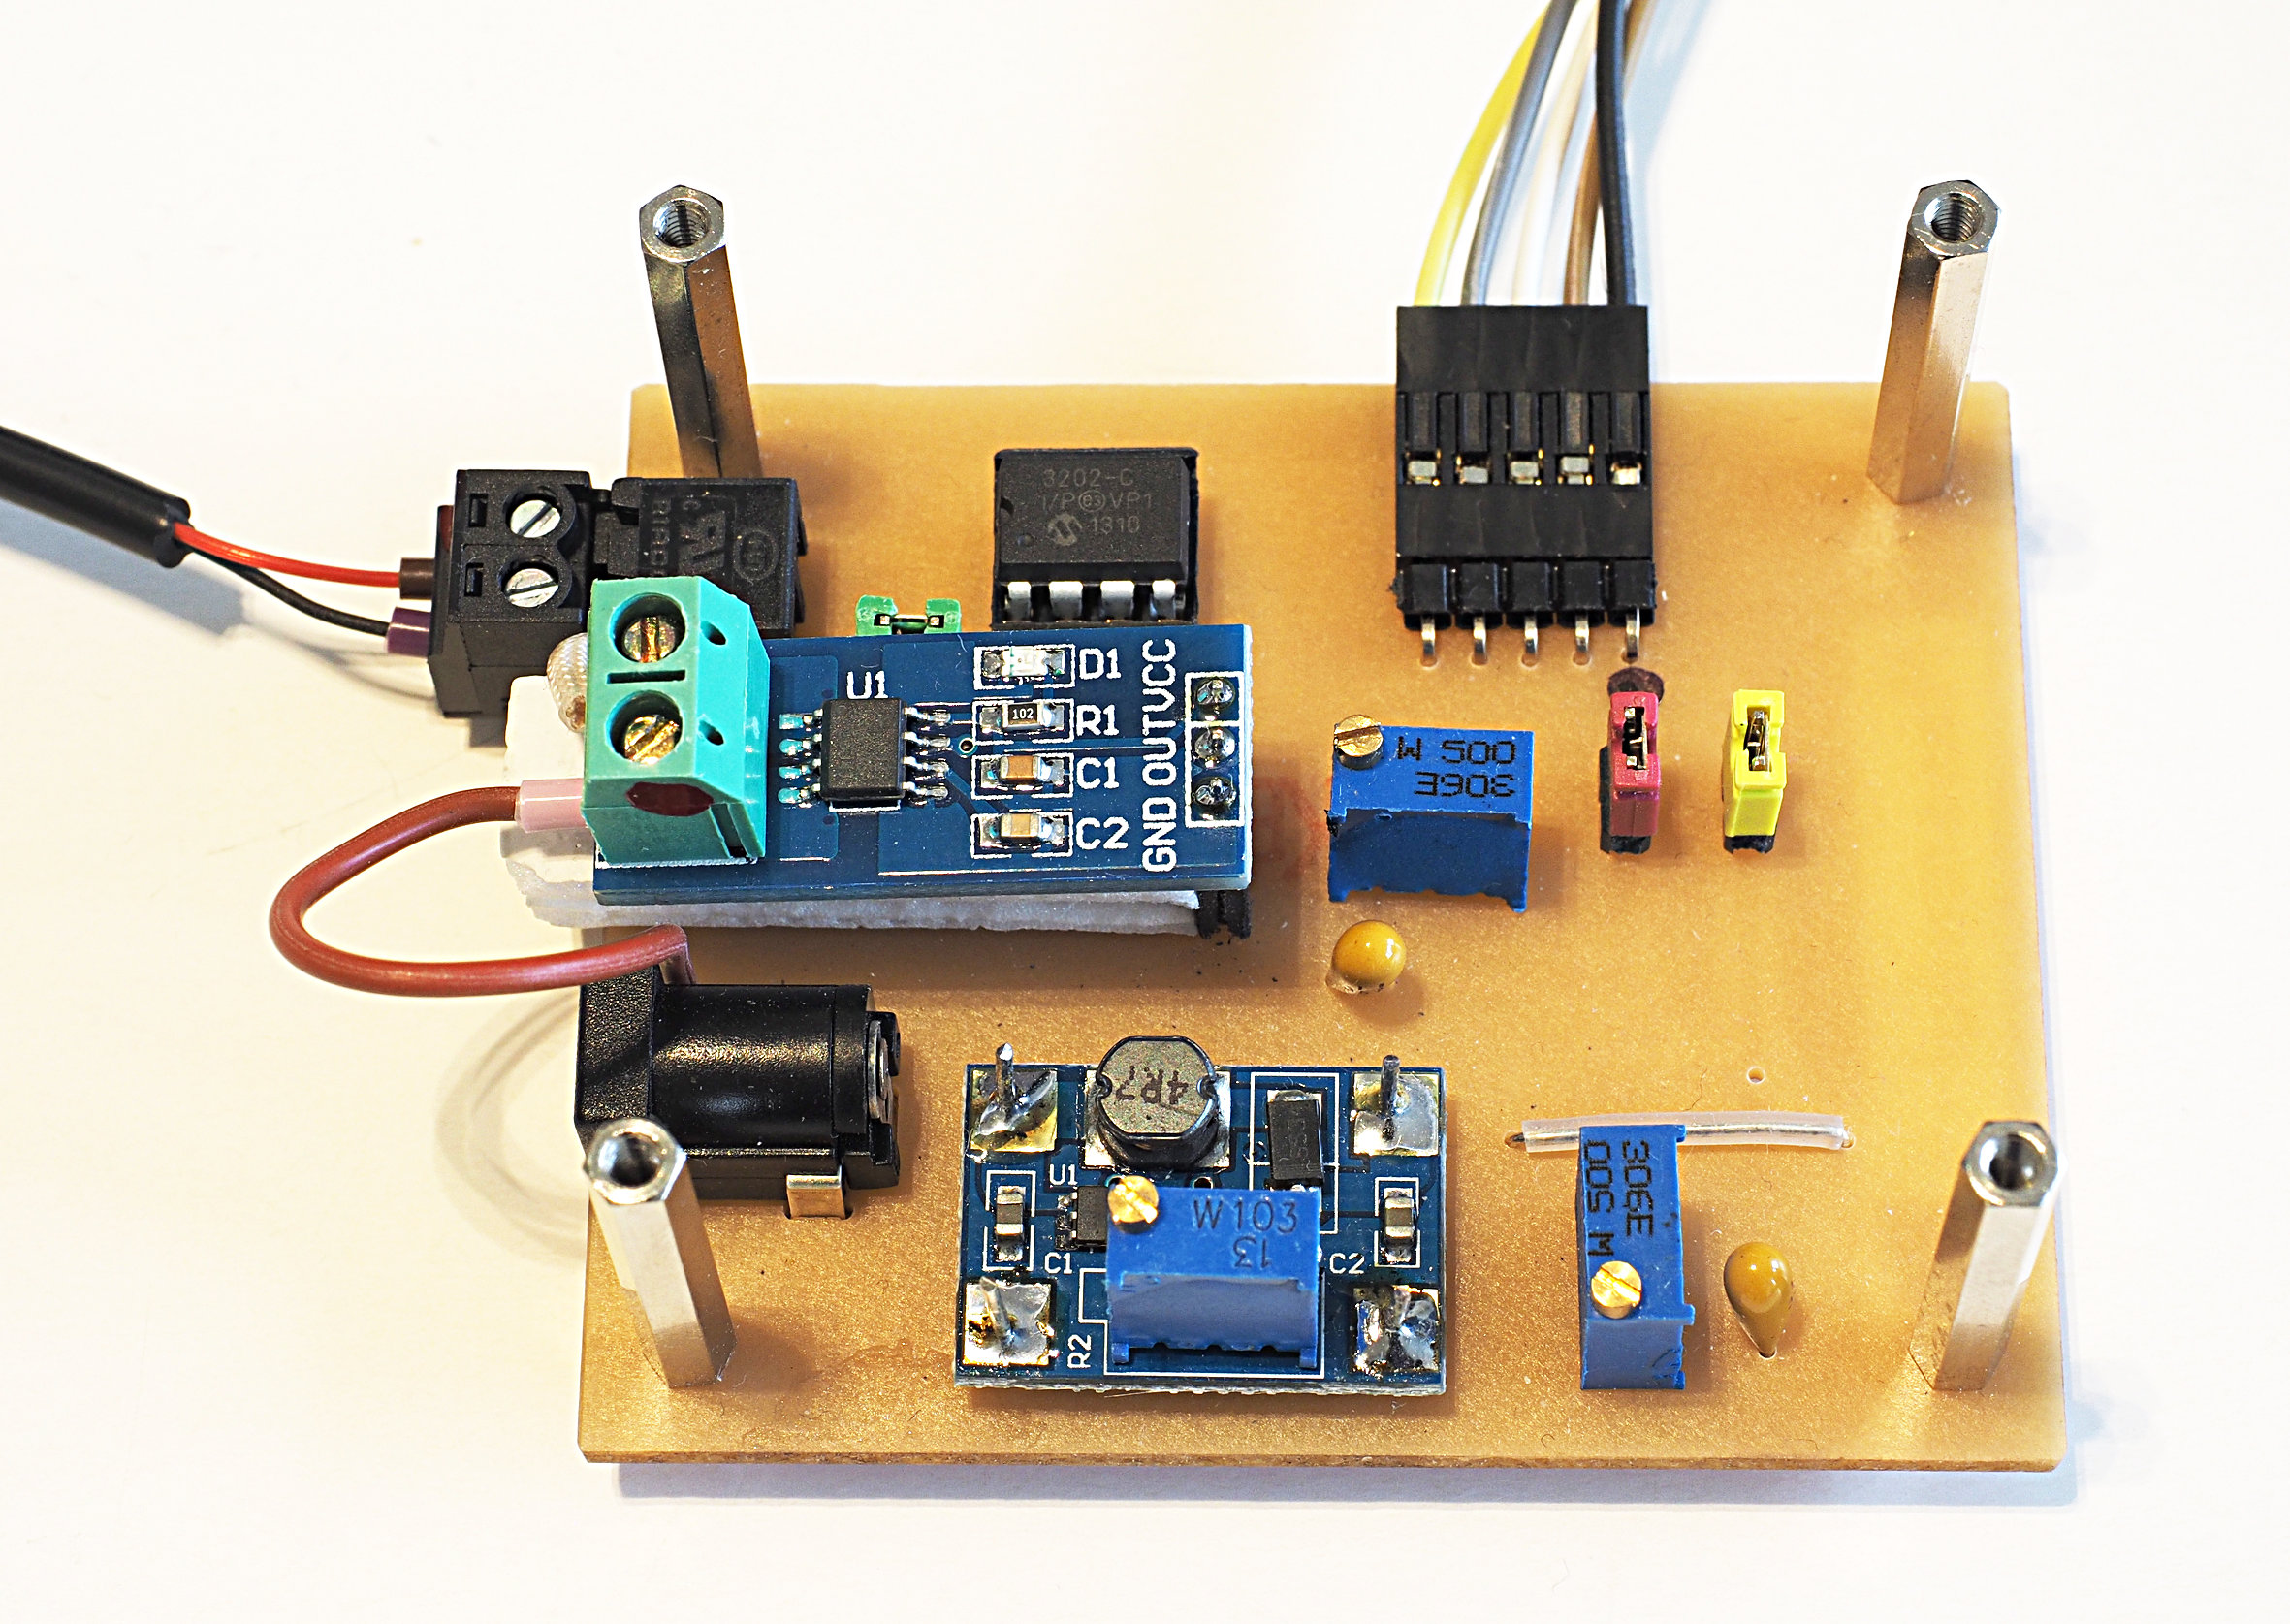 3202-C
I/P e3 VP1
1310
U1
D1
102
R1
C1
C2
GND OUT VCC
W 500
306E
4R7
U1
W103
13
C1
C2
R2
306E
W 500